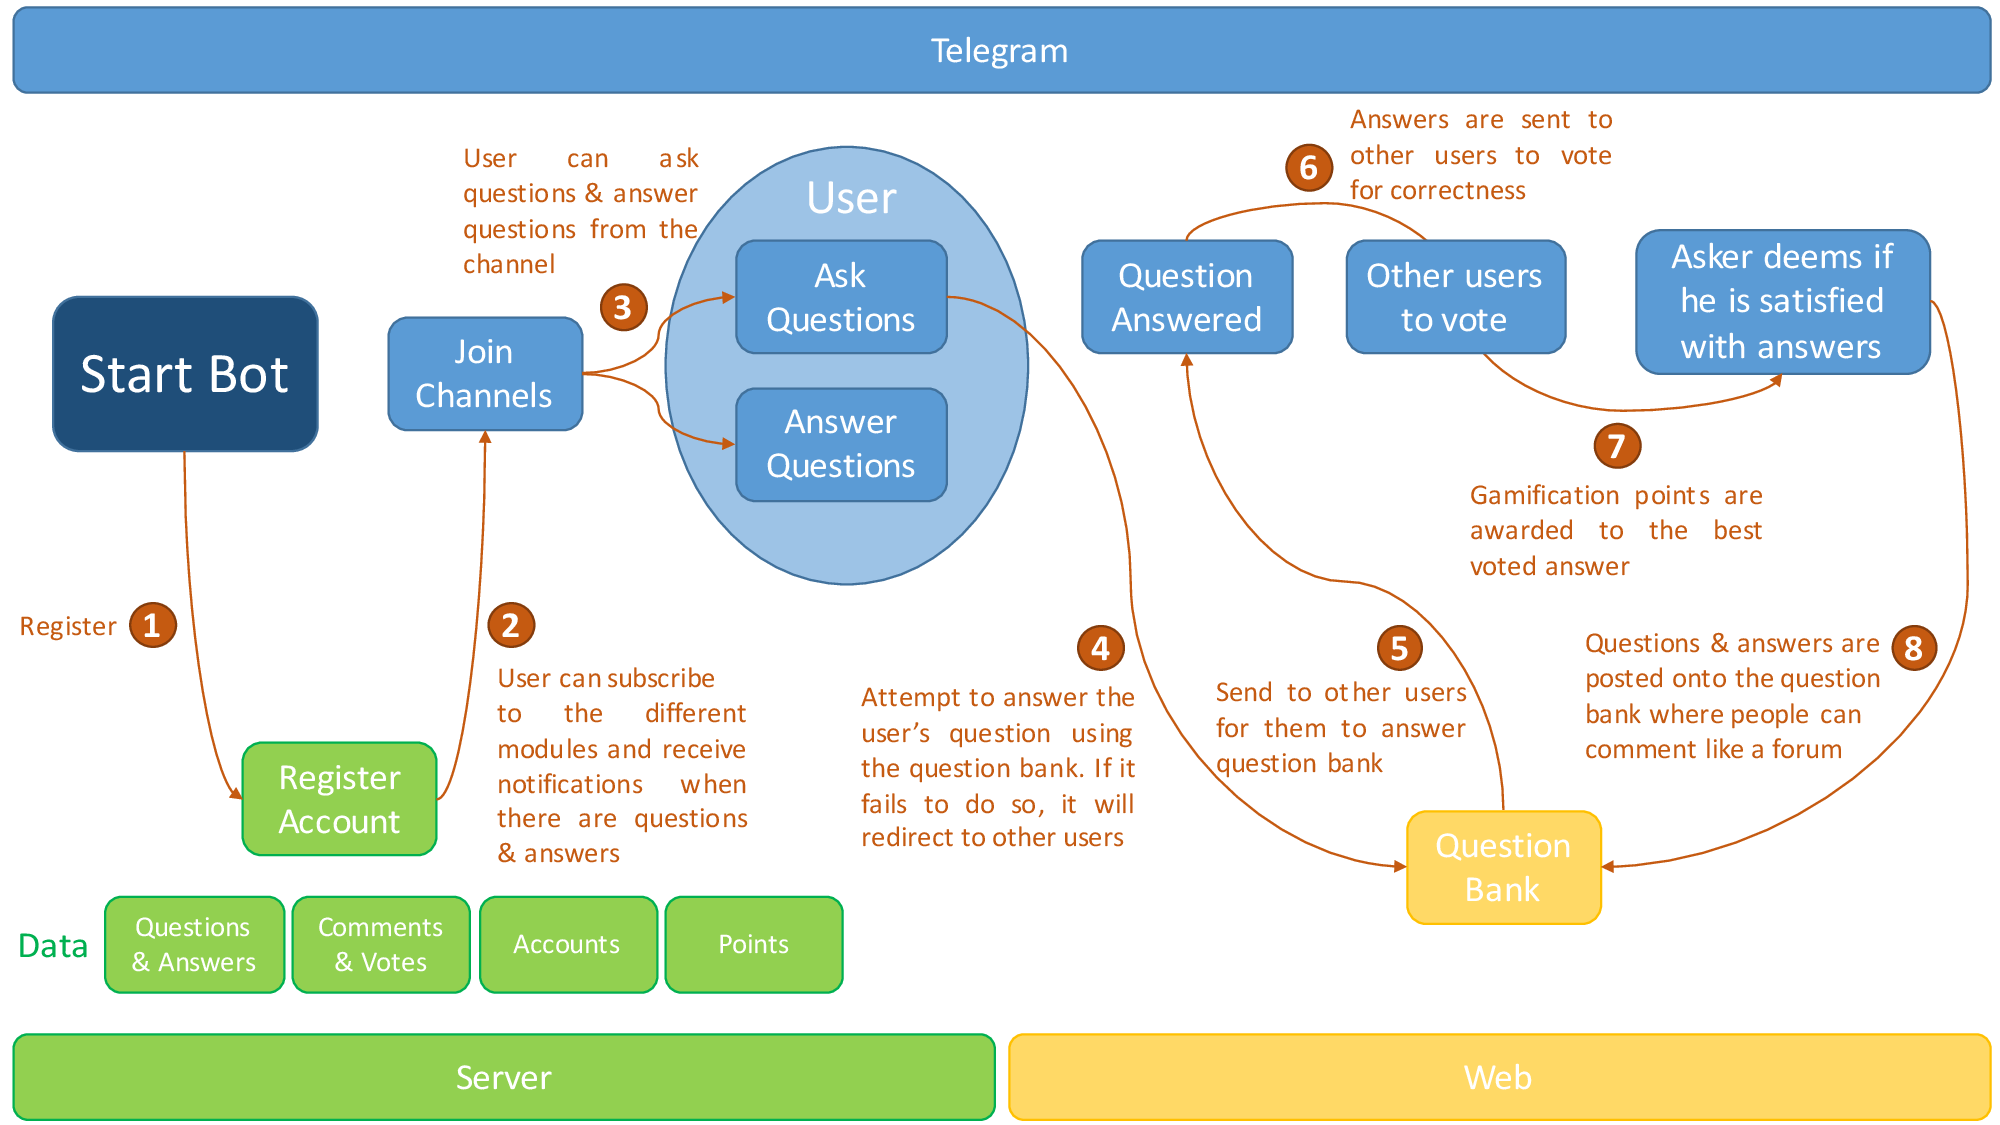 Telegram
Start Bot
Register
1
Register
Account
2
User can subscribe
to the different
modules and receive
notifications when
there are questions
& answers
Join
Channels
User can ask
questions & answer
questions from the
channel
3
User
Ask
Questions
Answer
Questions
4
Attempt to answer the
user’s question using
the question bank. If it
fails to do so, it will
redirect to other users
5
Send to other users
for them to answer
question bank
Question
Answered
6
Answers are sent to
other users to vote
for correctness
Other users
to vote
7
Gamification points are
awarded to the best
voted answer
Asker deems if
he is satisfied
with answers
8
Questions & answers are
posted onto the question
bank where people can
comment like a forum
Question
Bank
Data
Questions
& Answers
Comments
& Votes
Accounts
Points
Server
Web